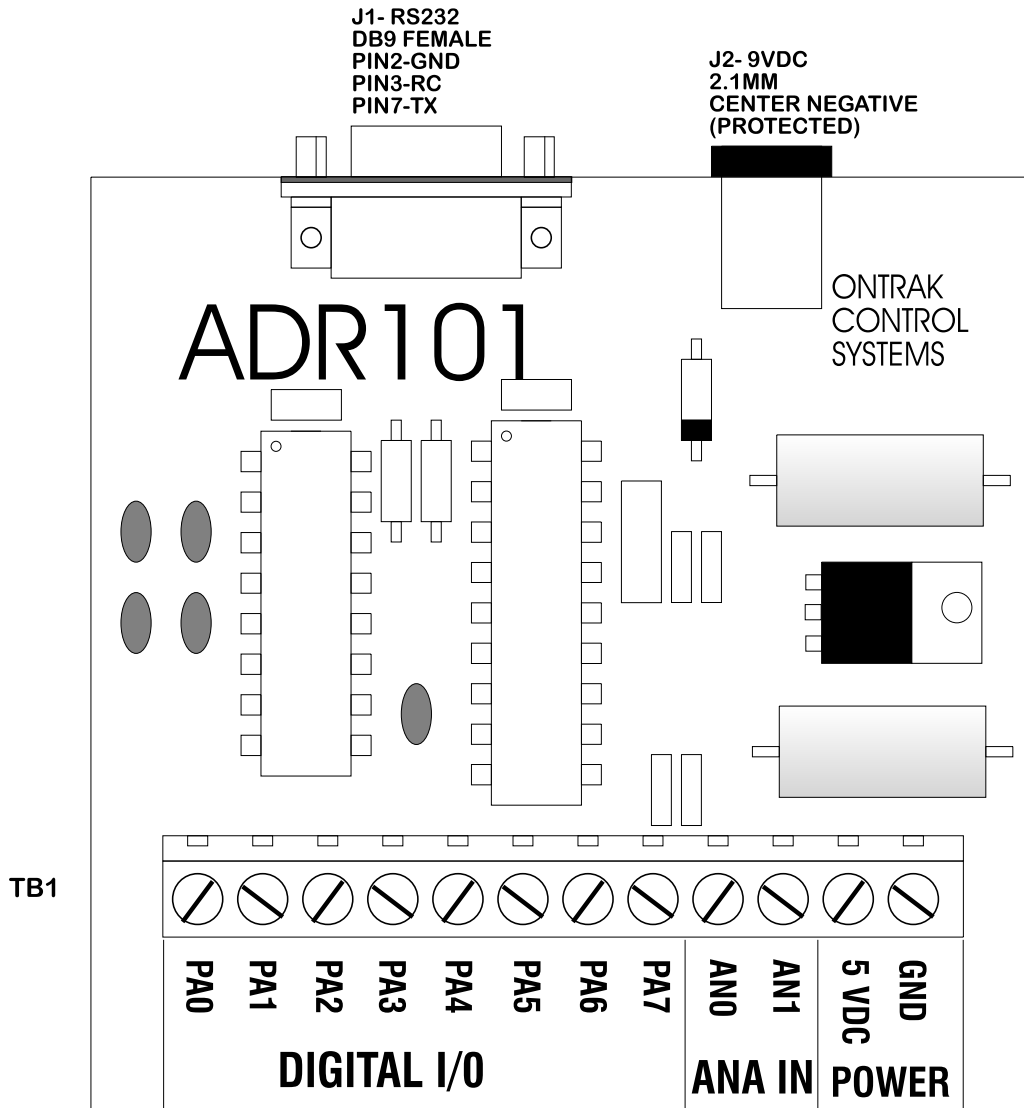 J1- RS232
DB9 FEMALE
PIN2-GND
PIN3-RC
PIN7-TX
J2- 9VDC
2.1MM
CENTER NEGATIVE
(PROTECTED)
ONTRAK
CONTROL
SYSTEMS
ADR101
TB1
PA0
PA1
PA2
PA3
PA4
PA5
PA6
PA7
AN0
AN1
5 VDC
GND
DIGITAL I/0
ANA IN
POWER